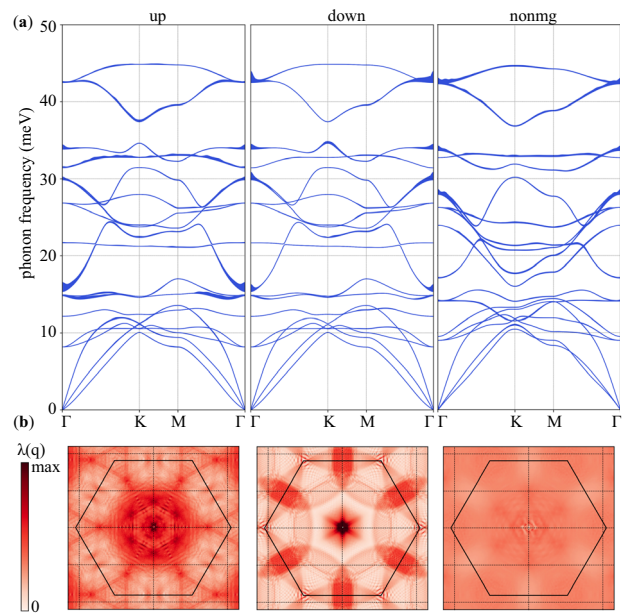 (a) up down nonmg
50
40
30
20
10
0
phonon frequency (meV)
Γ K M Γ Γ K M Γ Γ K M Γ
(b)
λ(q)
max
0